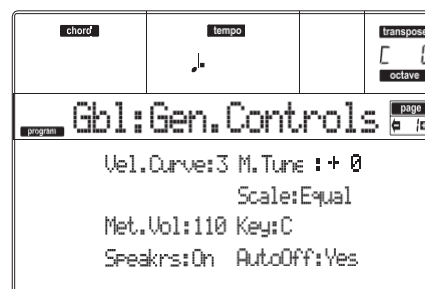 chord tempo transpose
C 0
octave
program Gbl:Gen.Controls page
Vel.Curve:3 M.Tune:+ 0
Scale:Equal
Met.Vol:110 Key:C
Speakrs:On AutoOff:Yes